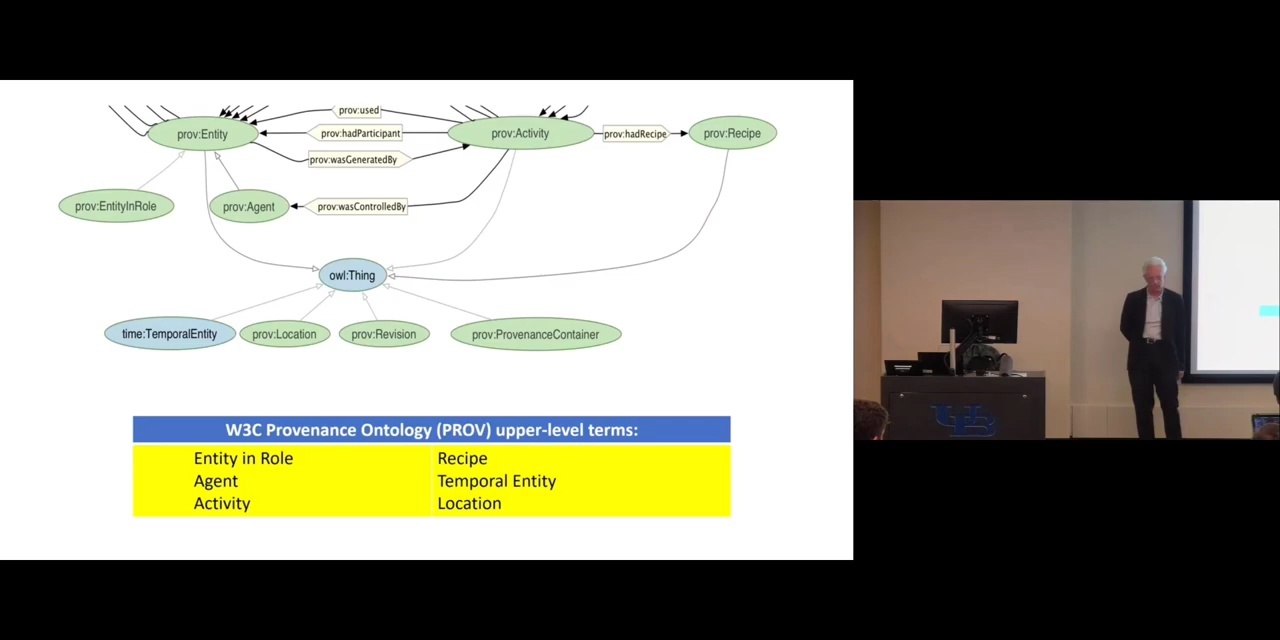 prov:used
prov:Entity
prov:hadParticipant
prov:Activity
prov:hadRecipe
prov:Recipe
prov:wasGeneratedBy
prov:EntityInRole
prov:Agent
prov:wasControlledBy
owl:Thing
time:TemporalEntity
prov:Location
prov:Revision
prov:ProvenanceContainer
W3C Provenance Ontology (PROV) upper-level terms:
Entity in Role
Recipe
Agent
Temporal Entity
Activity
Location
UB